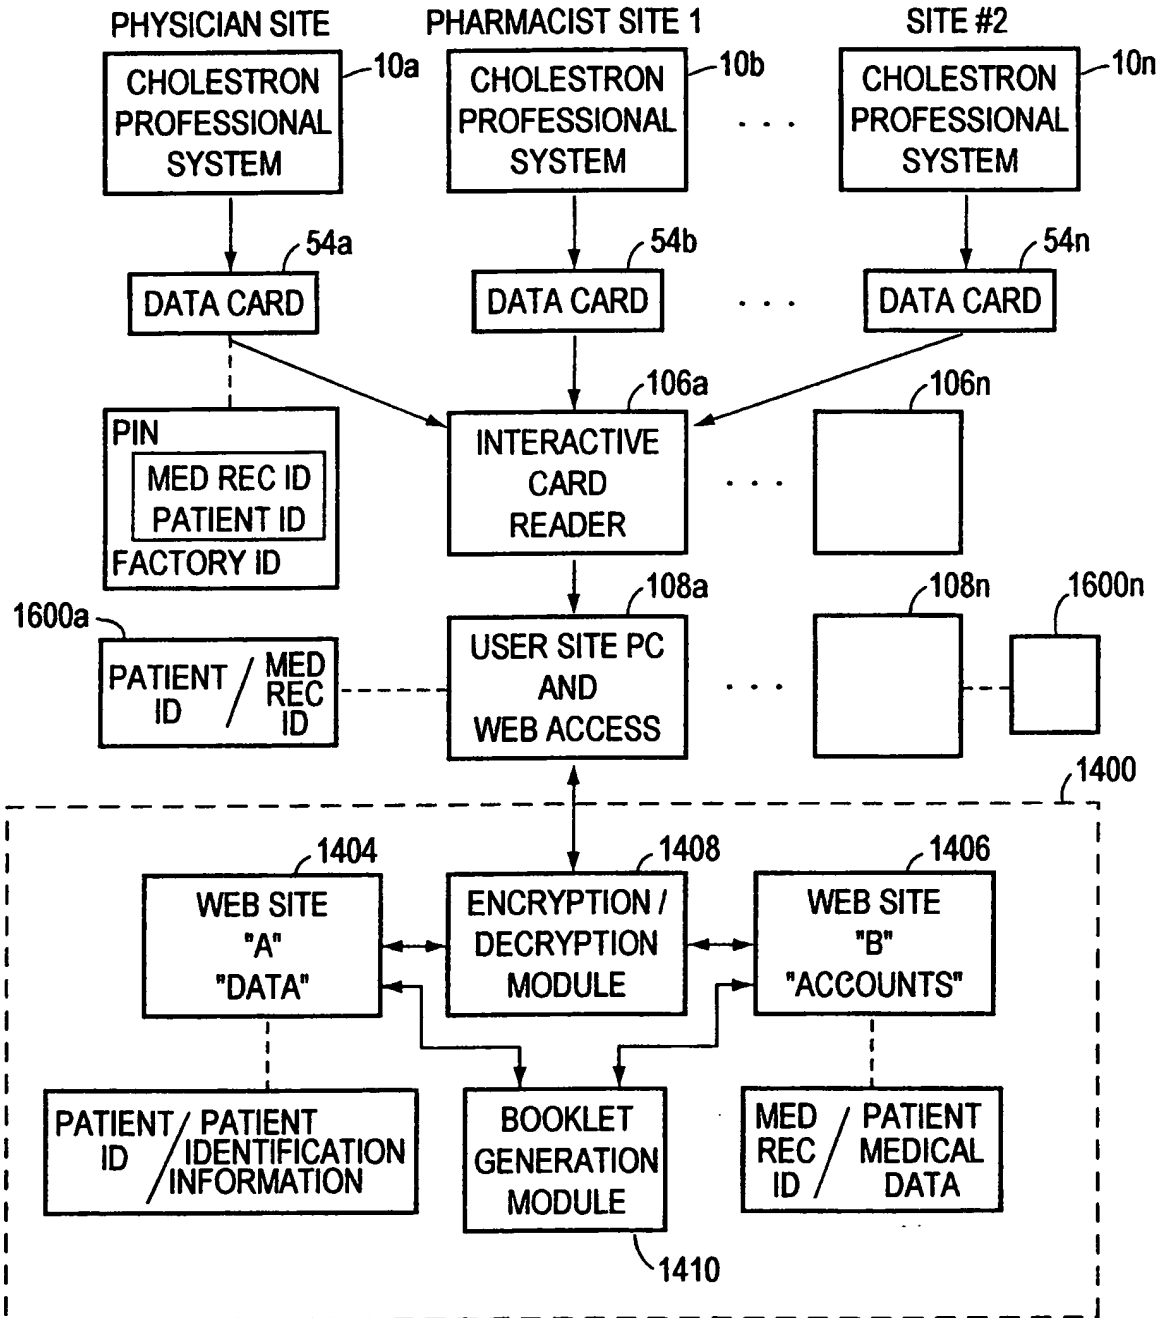 PHYSICIAN SITE
PHARMACIST SITE 1
SITE #2
10a
10b
10n
CHOLESTRON
PROFESSIONAL
SYSTEM
CHOLESTRON
PROFESSIONAL
SYSTEM
. . .
CHOLESTRON
PROFESSIONAL
SYSTEM
54a
54b
54n
DATA CARD
DATA CARD
. . .
DATA CARD
106a
106n
PIN
MED REC ID
PATIENT ID
FACTORY ID
INTERACTIVE
CARD
READER
. . .
1600a
108a
108n
1600n
PATIENT
ID
/
MED
REC
ID
USER SITE PC
AND
WEB ACCESS
. . .
1400
1404
1408
1406
WEB SITE
"A"
"DATA"
ENCRYPTION /
DECRYPTION
MODULE
WEB SITE
"B"
"ACCOUNTS"
PATIENT
ID
/
PATIENT
IDENTIFICATION
INFORMATION
BOOKLET
GENERATION
MODULE
MED
REC
ID
/
PATIENT
MEDICAL
DATA
1410